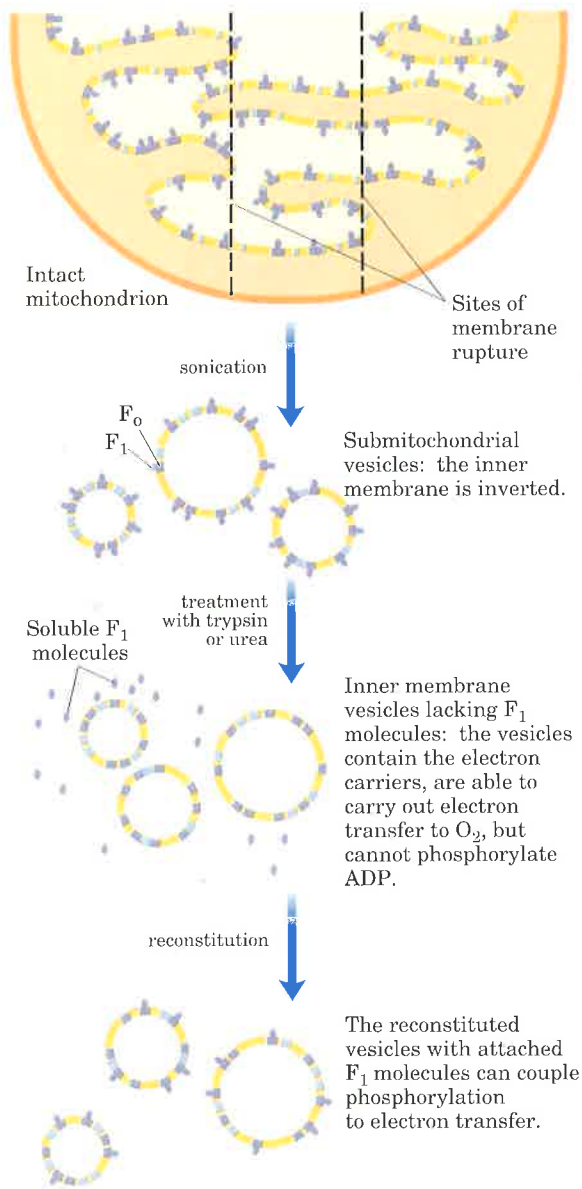 Intact
mitochondrion
Sites of
membrane
rupture
sonication
Fo
F1
Submitochondrial
vesicles: the inner
membrane is inverted.
treatment
with trypsin
or urea
Soluble F1
molecules
Inner membrane
vesicles lacking F1
molecules: the vesicles
contain the electron
carriers, are able to
carry out electron
transfer to O2, but
cannot phosphorylate
ADP.
reconstitution
The reconstituted
vesicles with attached
F1 molecules can couple
phosphorylation
to electron transfer.